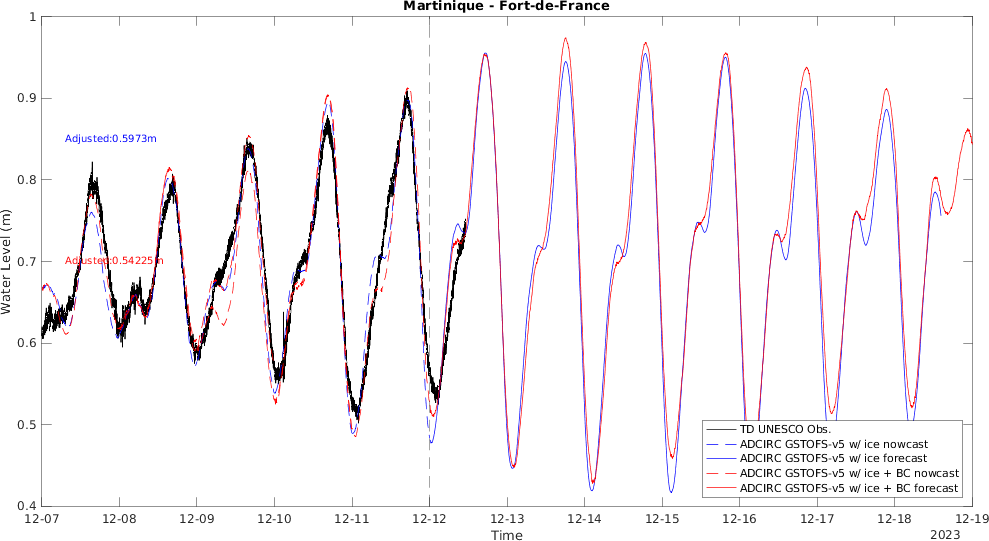 Martinique - Fort-de-France
1
0.9
0.8
0.7
0.6
0.5
0.4
Water Level (m)
Adjusted:0.5973m
Adjusted:0.54225m
TD UNESCO Obs.
ADCIRC GSTOFS-v5 w/ ice nowcast
ADCIRC GSTOFS-v5 w/ ice forecast
ADCIRC GSTOFS-v5 w/ ice + BC nowcast
ADCIRC GSTOFS-v5 w/ ice + BC forecast
12-07 12-08 12-09 12-10 12-11 12-12 12-13 12-14 12-15 12-16 12-17 12-18 12-19
Time
2023